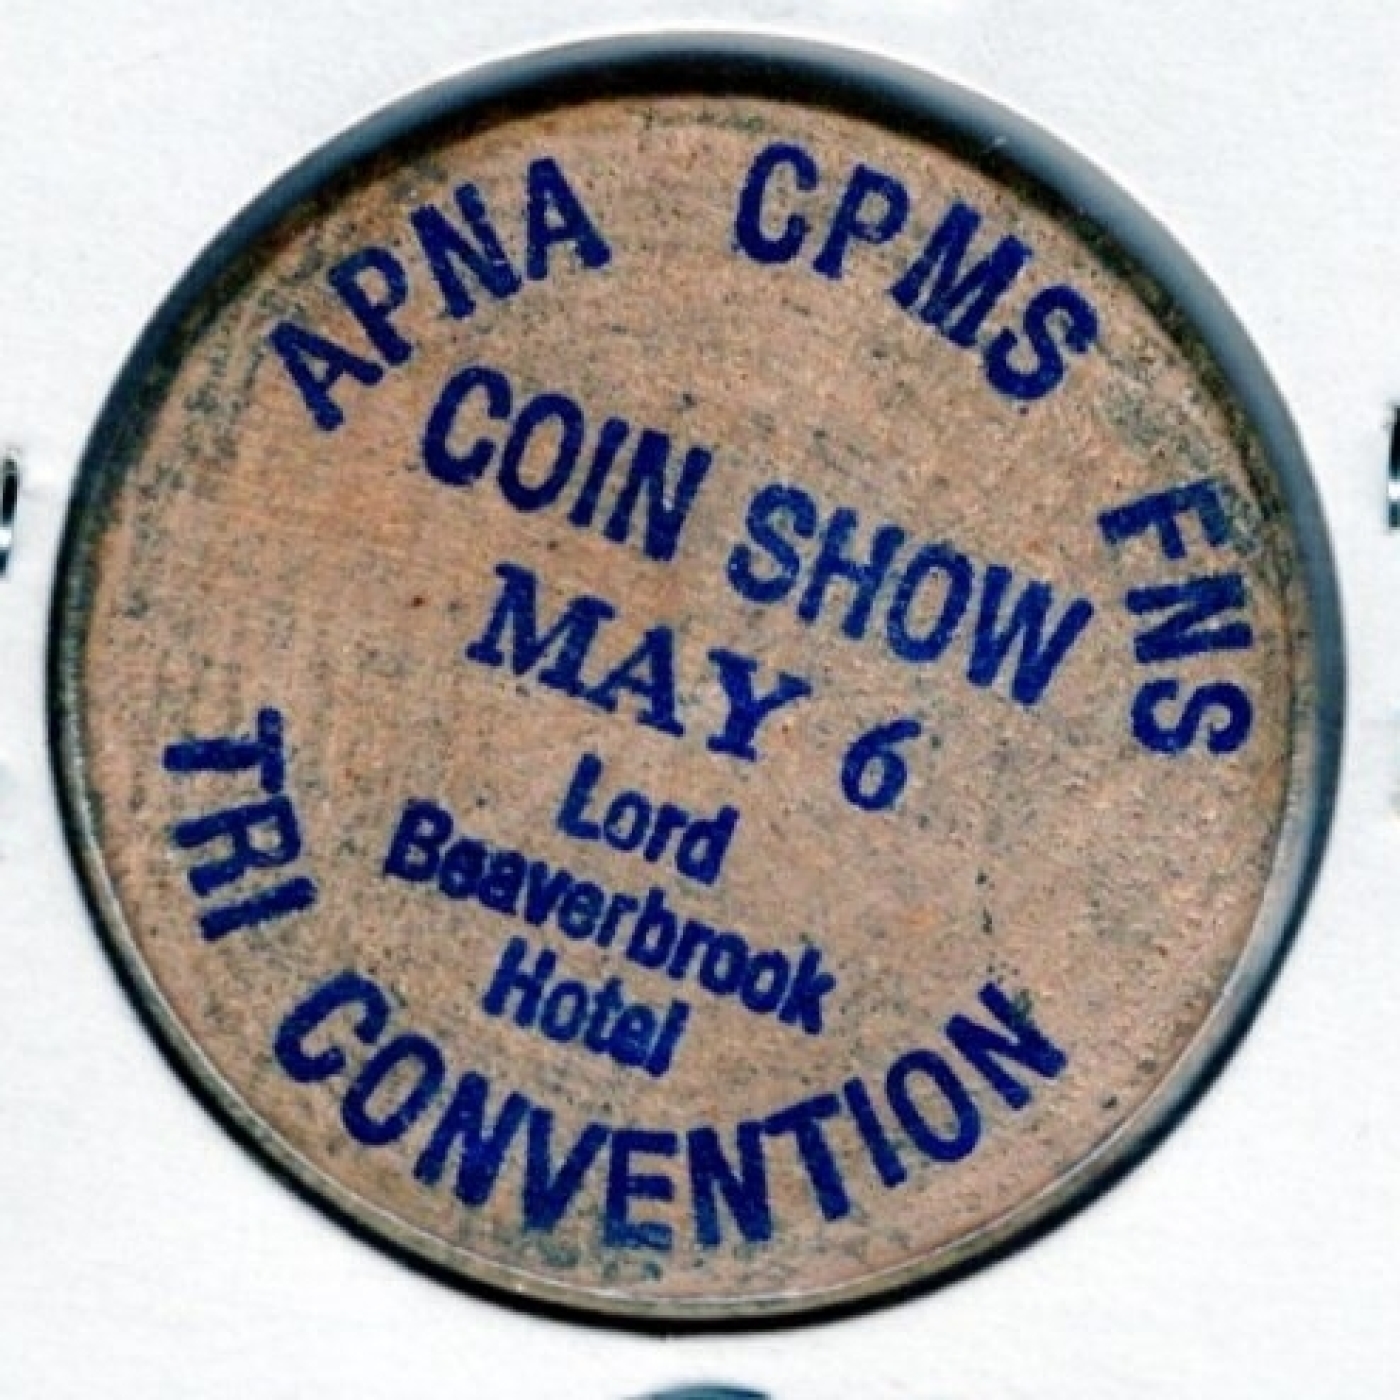 APNA CPMS FNS
COIN SHOW
MAY 6
Lord
Beaverbrook
Hotel
TRI CONVENTION